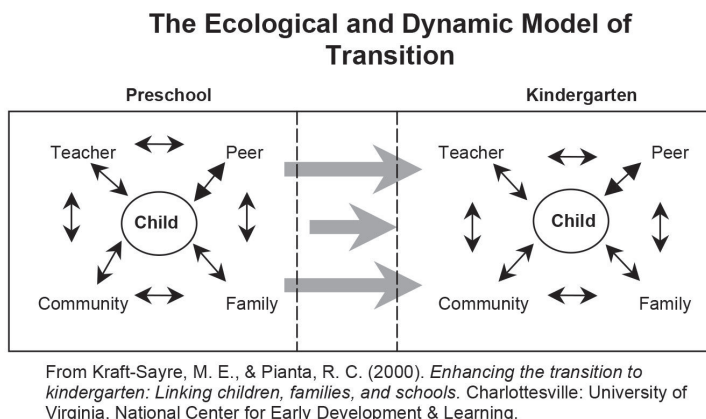 The Ecological and Dynamic Model of
Transition
Preschool
Kindergarten
Teacher
Peer
Child
Community
Family
Teacher
Peer
Child
Community
Family
From Kraft-Sayre, M. E., & Pianta, R. C. (2000). Enhancing the transition to
kindergarten: Linking children, families, and schools. Charlottesville: University of
Virginia, National Center for Early Development & Learning.